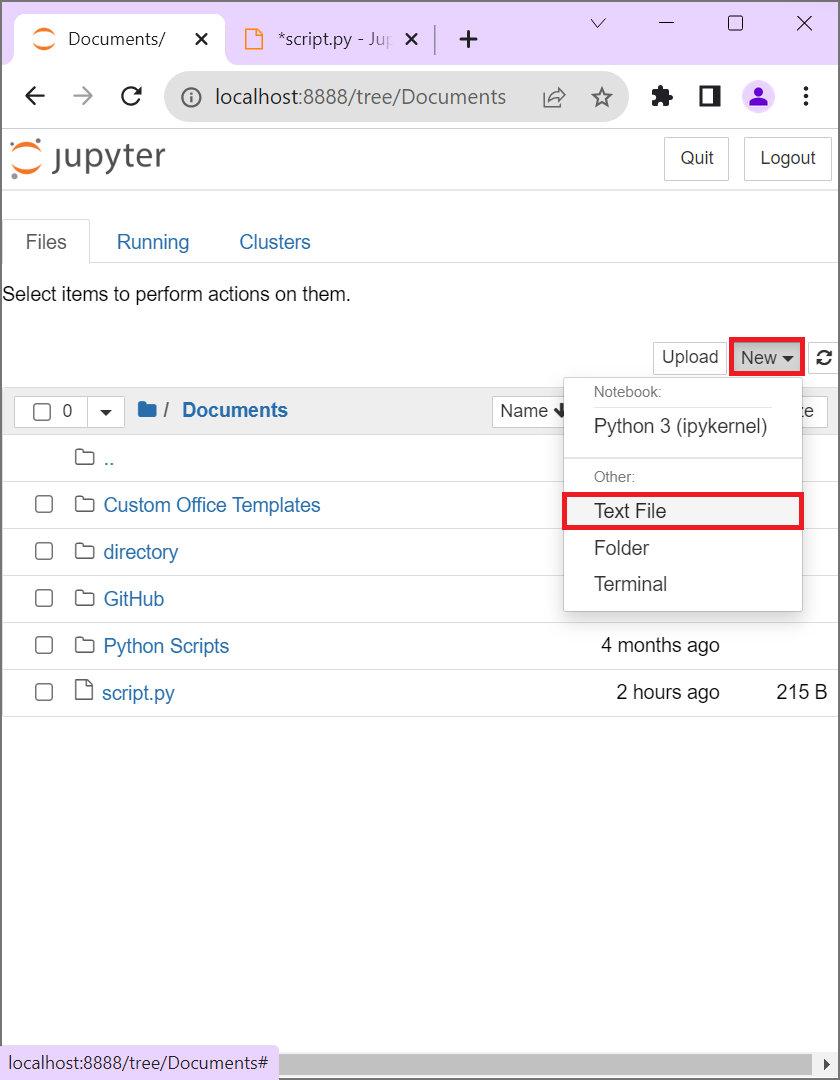 Documents/
*script.py - Jup
localhost:8888/tree/Documents
jupyter
Quit
Logout
Files
Running
Clusters
Select items to perform actions on them.
Upload
New
0
/ Documents
Name
Notebook:
Python 3 (ipykernel)
Other:
Text File
Folder
Terminal
..
Custom Office Templates
directory
GitHub
Python Scripts
4 months ago
script.py
2 hours ago
215 B
localhost:8888/tree/Documents#